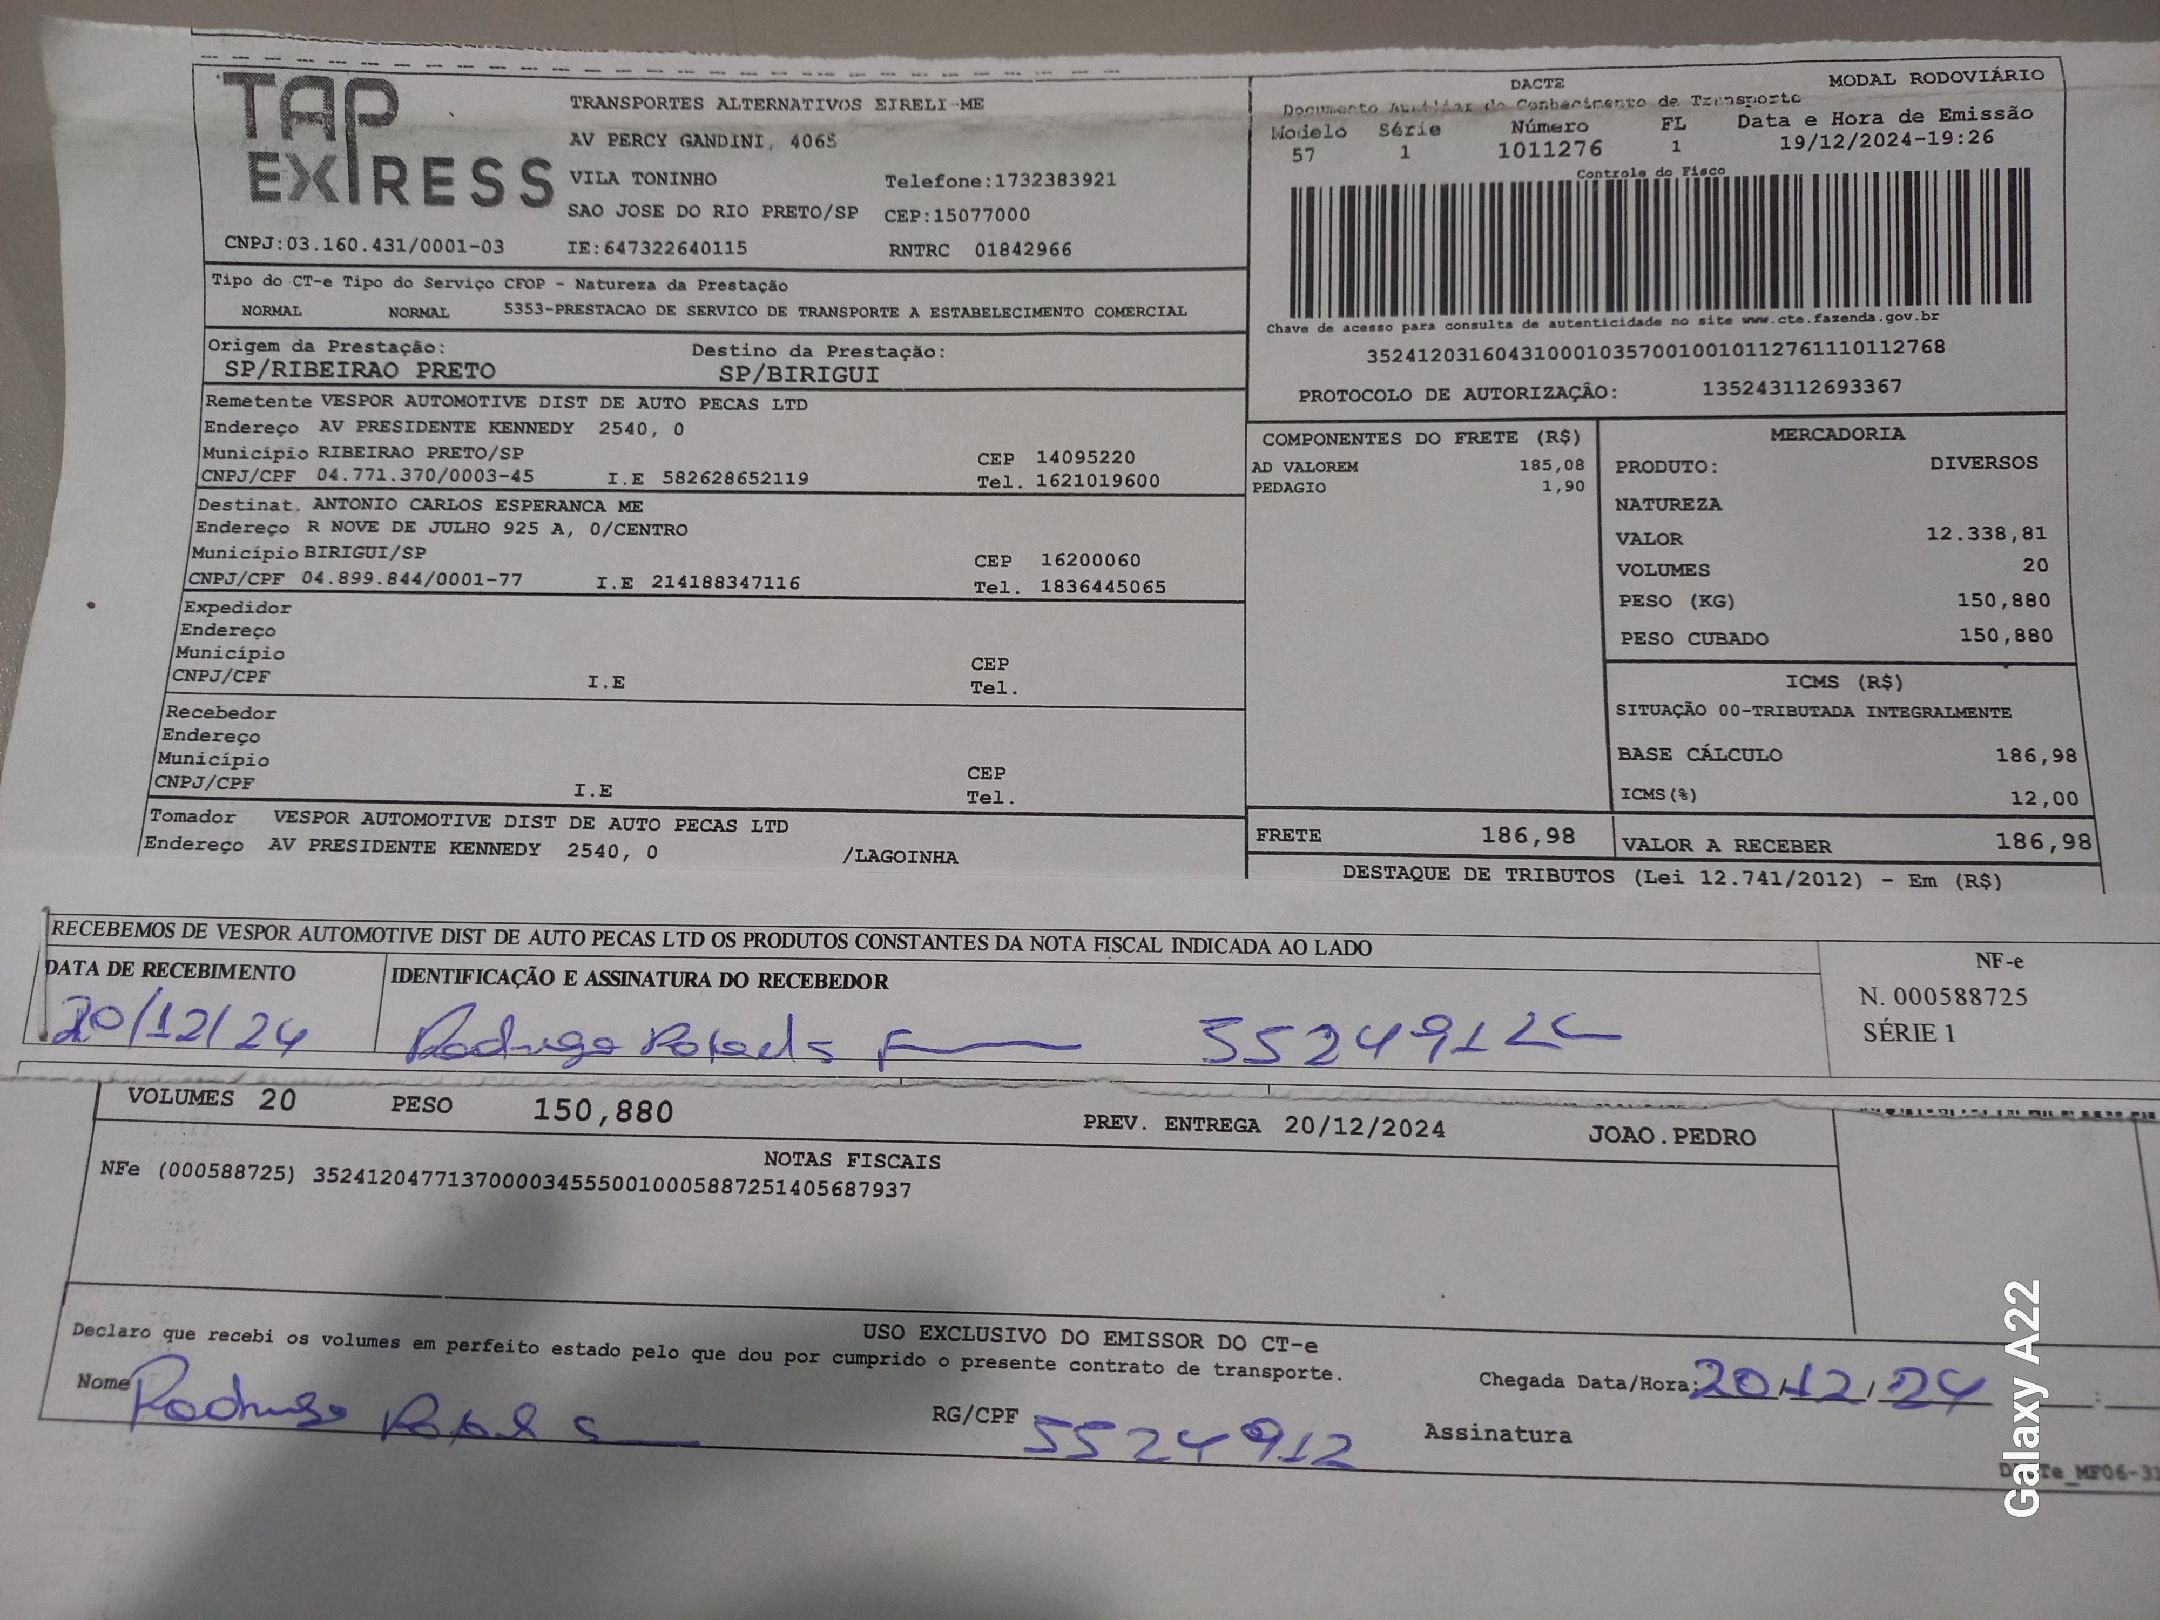 TAP
EXPRESS
TRANSPORTES ALTERNATIVOS EIRELI-ME
AV PERCY GANDINI, 4065
VILA TONINHO Telefone:1732383921
SAO JOSE DO RIO PRETO/SP CEP:15077000
CNPJ:03.160.431/0001-03 IE:647322640115 RNTRC 01842966
DACTE MODAL RODOVIÁRIO
Documento Auxiliar do Conhecimento de Transporte
Modelo Série Número FL Data e Hora de Emissão
57 1 1011276 1 19/12/2024-19:26
Controle do Fisco
Chave de acesso para consulta de autenticidade no site www.cte.fazenda.gov.br
35241203160431000103570010010112761110112768
PROTOCOLO DE AUTORIZAÇÃO: 135243112693367
Tipo do CT-e Tipo do Serviço CFOP - Natureza da Prestação
NORMAL NORMAL 5353-PRESTACAO DE SERVICO DE TRANSPORTE A ESTABELECIMENTO COMERCIAL
Origem da Prestação: Destino da Prestação:
SP/RIBEIRAO PRETO SP/BIRIGUI
Remetente VESPOR AUTOMOTIVE DIST DE AUTO PECAS LTD
Endereço AV PRESIDENTE KENNEDY 2540, 0
Município RIBEIRAO PRETO/SP CEP 14095220
CNPJ/CPF 04.771.370/0003-45 I.E 582628652119 Tel. 1621019600
Destinat. ANTONIO CARLOS ESPERANCA ME
Endereço R NOVE DE JULHO 925 A, 0/CENTRO
Município BIRIGUI/SP CEP 16200060
CNPJ/CPF 04.899.844/0001-77 I.E 214188347116 Tel. 1836445065
Expedidor
Endereço
Município CEP
CNPJ/CPF I.E Tel.
Recebedor
Endereço
Município CEP
CNPJ/CPF I.E Tel.
Tomador VESPOR AUTOMOTIVE DIST DE AUTO PECAS LTD
Endereço AV PRESIDENTE KENNEDY 2540, 0 /LAGOINHA
COMPONENTES DO FRETE (R$)
AD VALOREM 185,08
PEDAGIO 1,90
FRETE 186,98
MERCADORIA
PRODUTO: DIVERSOS
NATUREZA
VALOR 12.338,81
VOLUMES 20
PESO (KG) 150,880
PESO CUBADO 150,880
ICMS (R$)
SITUAÇÃO 00-TRIBUTADA INTEGRALMENTE
BASE CÁLCULO 186,98
ICMS(%) 12,00
VALOR A RECEBER 186,98
DESTAQUE DE TRIBUTOS (Lei 12.741/2012) - Em (R$)
RECEBEMOS DE VESPOR AUTOMOTIVE DIST DE AUTO PECAS LTD OS PRODUTOS CONSTANTES DA NOTA FISCAL INDICADA AO LADO
DATA DE RECEBIMENTO IDENTIFICAÇÃO E ASSINATURA DO RECEBEDOR
20/12/24 Rodrigo
NF-e
N. 000588725
SÉRIE 1
VOLUMES 20 PESO 150,880 PREV. ENTREGA 20/12/2024 JOAO.PEDRO
NOTAS FISCAIS
NFe (000588725) 35241204771370000345550010005887251405687937
USO EXCLUSIVO DO EMISSOR DO CT-e
Declaro que recebi os volumes em perfeito estado pelo que dou por cumprido o presente contrato de transporte.
Nome Rodrigo RG/CPF 5524912 Chegada Data/Hora: 20/12/24 :
Assinatura
Galaxy A22